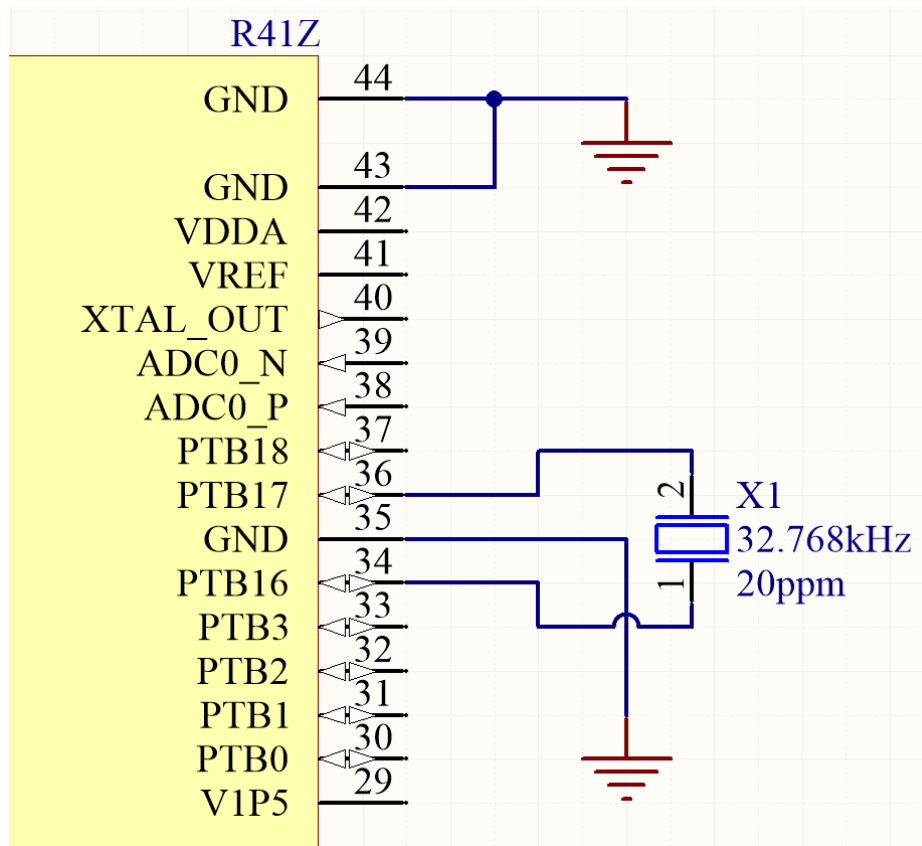 R41Z
GND 44
GND 43
VDDA 42
VREF 41
XTAL_OUT 40
ADC0_N 39
ADC0_P 38
PTB18 37
PTB17 36
2 X1
GND 35
32.768kHz
PTB16 34
1 20ppm
PTB3 33
PTB2 32
PTB1 31
PTB0 30
V1P5 29